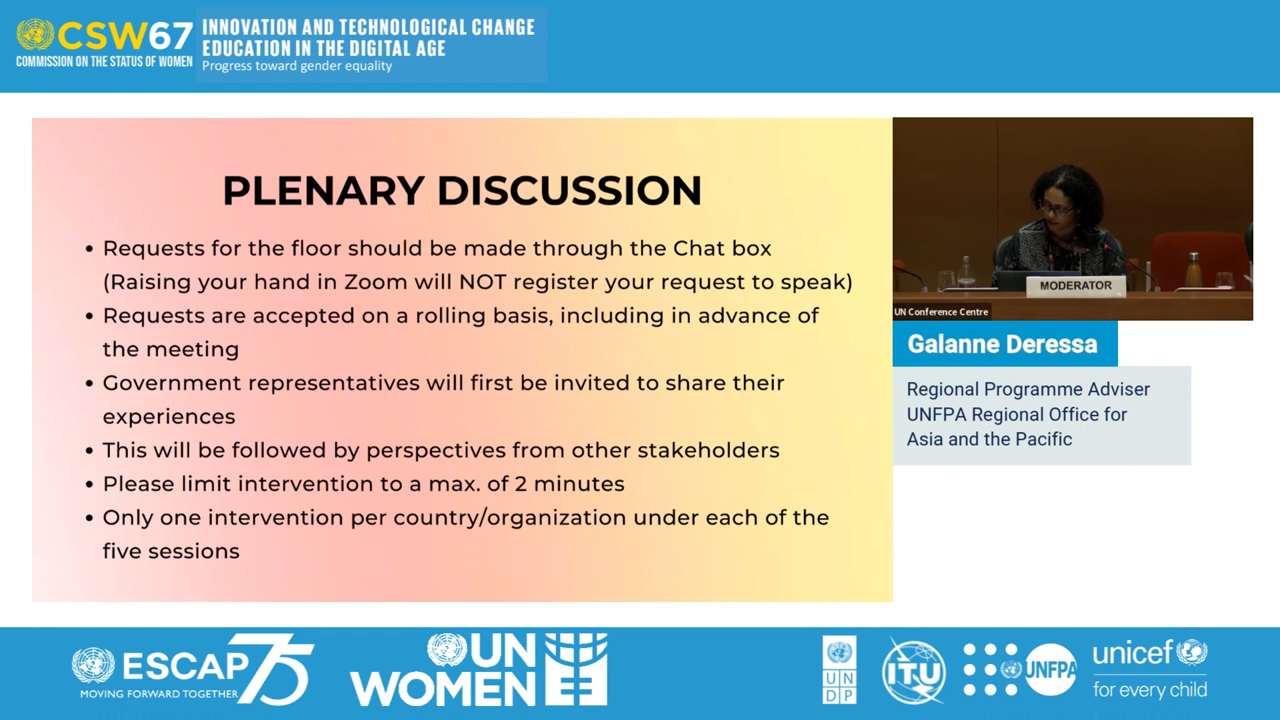 CSW67
COMMISSION ON THE STATUS OF WOMEN
INNOVATION AND TECHNOLOGICAL CHANGE
EDUCATION IN THE DIGITAL AGE
Progress toward gender equality
PLENARY DISCUSSION
• Requests for the floor should be made through the Chat box
(Raising your hand in Zoom will NOT register your request to speak)
• Requests are accepted on a rolling basis, including in advance of
the meeting
• Government representatives will first be invited to share their
experiences
• This will be followed by perspectives from other stakeholders
• Please limit intervention to a max. of 2 minutes
• Only one intervention per country/organization under each of the
five sessions
MODERATOR
UN Conference Centre
Galanne Deressa
Regional Programme Adviser
UNFPA Regional Office for
Asia and the Pacific
ESCAP 75
MOVING FORWARD TOGETHER
UN
WOMEN
UN
DP
ITU
UNFPA
unicef
for every child